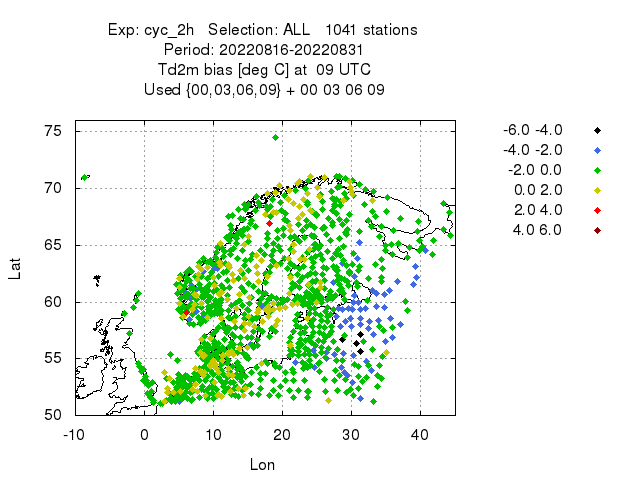 Exp: cyc_2h   Selection: ALL   1041 stations
Period: 20220816-20220831
Td2m bias [deg C] at  09 UTC
Used {00,03,06,09} + 00 03 06 09
-6.0 -4.0
-4.0 -2.0
-2.0 0.0
0.0 2.0
2.0 4.0
4.0 6.0
75
70
65
60
55
50
Lat
-10 0 10 20 30 40
Lon